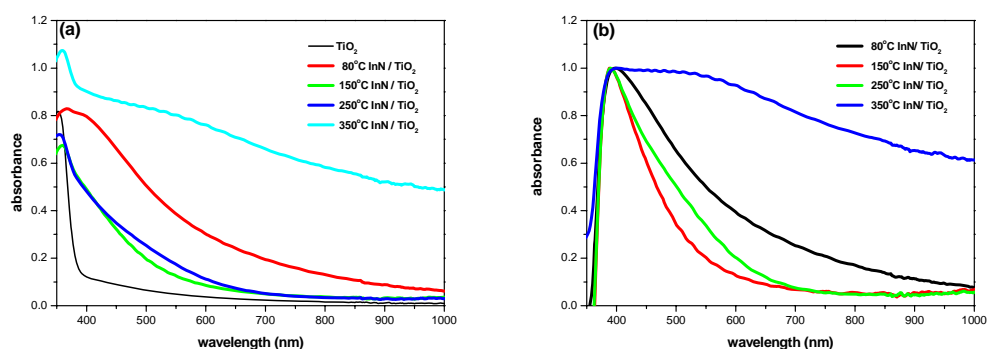 (a)
1.2
1.0
0.8
0.6
0.4
0.2
0.0
absorbance
400 500 600 700 800 900 1000
wavelength (nm)
TiO₂
80°C InN / TiO₂
150°C InN / TiO₂
250°C InN / TiO₂
350°C InN / TiO₂
(b)
1.2
1.0
0.8
0.6
0.4
0.2
0.0
absorbance
400 500 600 700 800 900 1000
wavelength (nm)
80°C InN/ TiO₂
150°C InN/ TiO₂
250°C InN/ TiO₂
350°C InN/ TiO₂